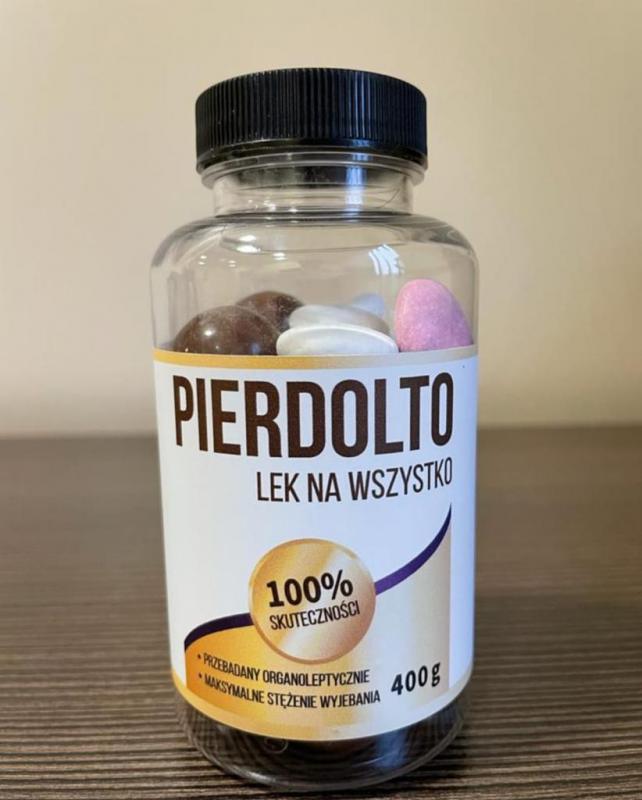 PIERDOLTO
LEK NA WSZYSTKO
100%
SKUTECZNOŚCI
• PRZEBADANY ORGANOLEPTYCZNIE
• MAKSYMALNE STĘŻENIE WYJEBANIA
400g